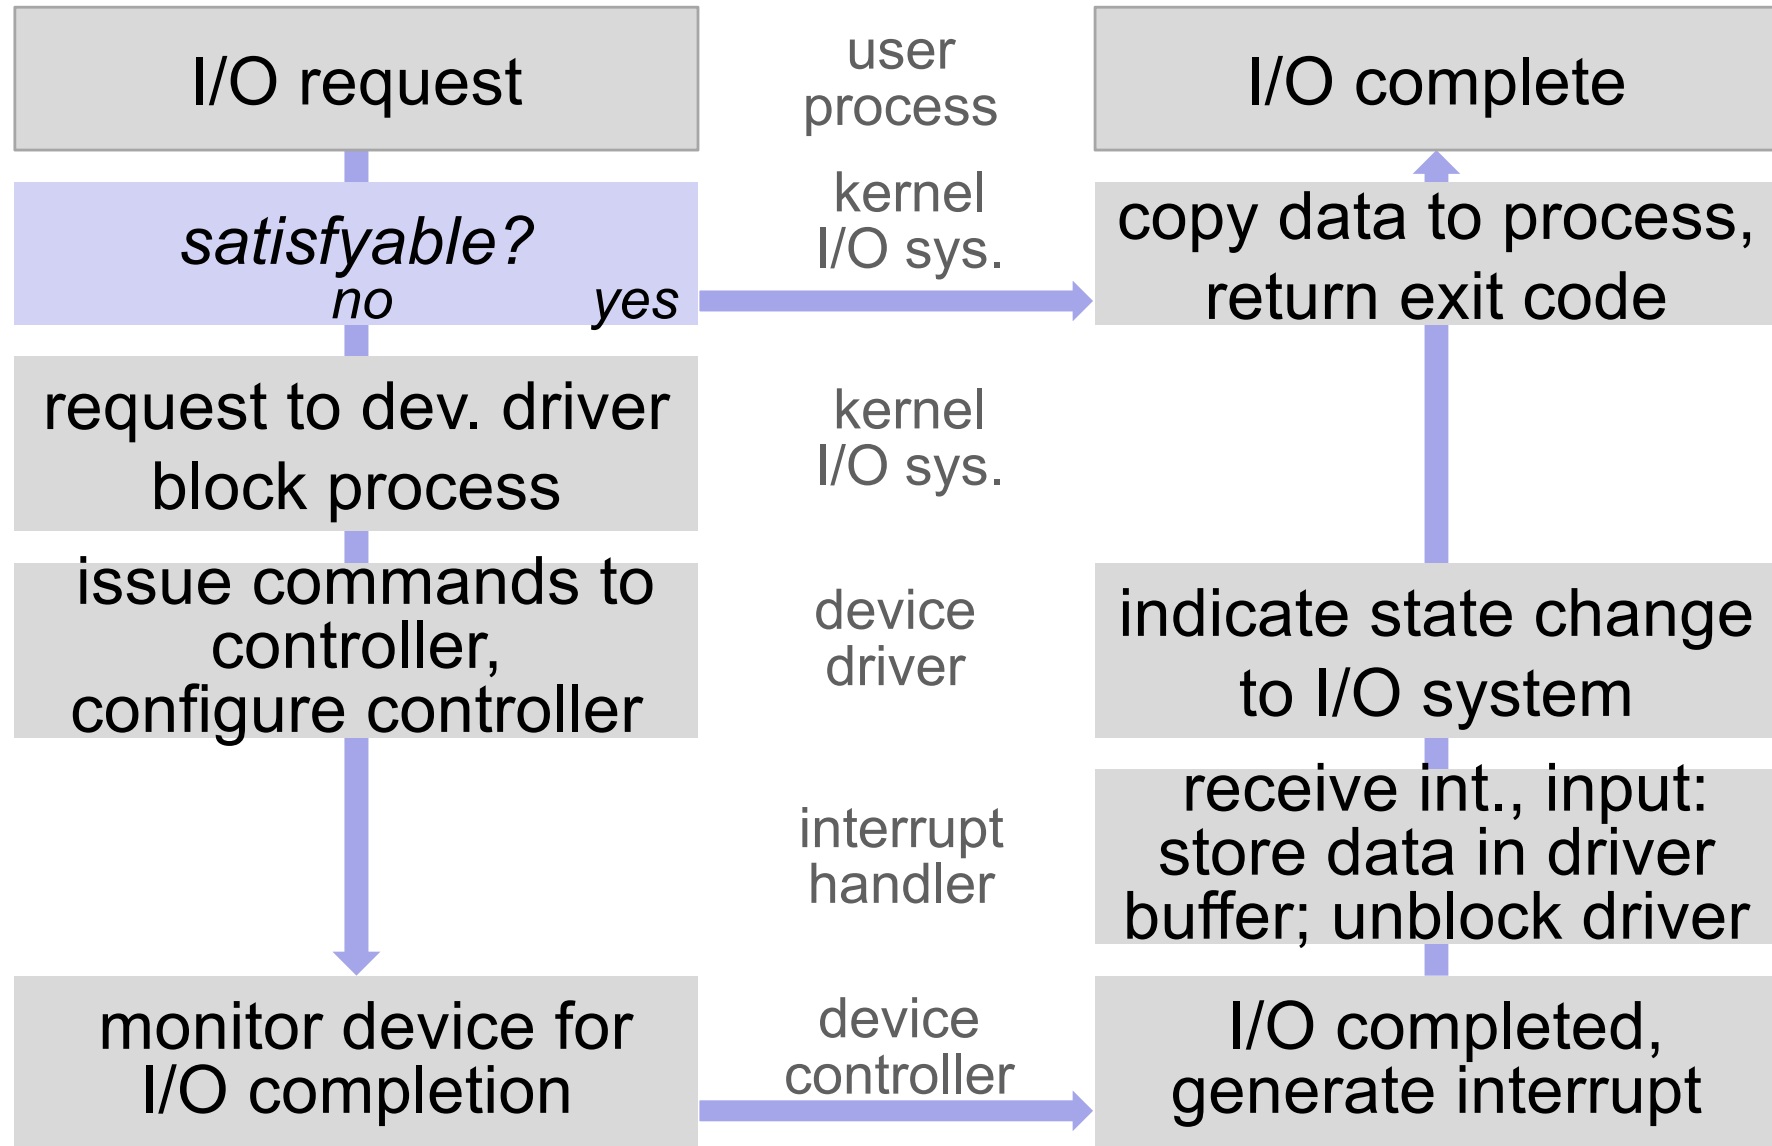 I/O request
user
process
I/O complete
satisfyable?
no
yes
kernel
I/O sys.
copy data to process,
return exit code
request to dev. driver
block process
kernel
I/O sys.
issue commands to
controller,
configure controller
device
driver
indicate state change
to I/O system
interrupt
handler
receive int., input:
store data in driver
buffer; unblock driver
monitor device for
I/O completion
device
controller
I/O completed,
generate interrupt